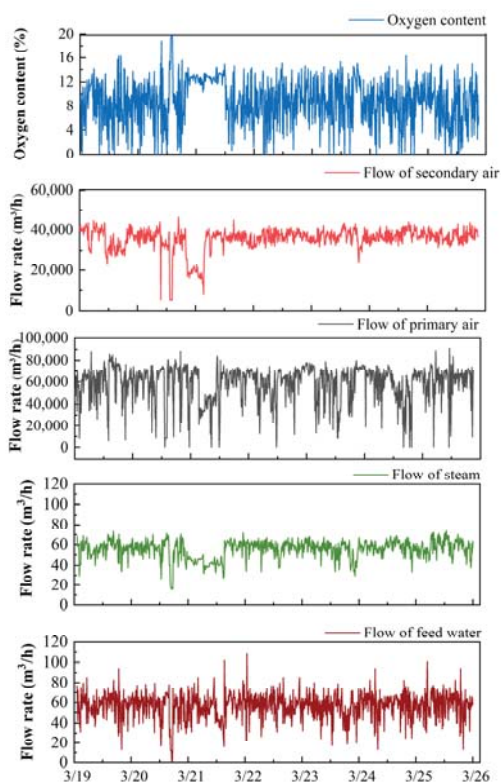 Oxygen content
Oxygen content (%)
20
16
12
8
4
0
Flow of secondary air
Flow rate (m³/h)
60,000
40,000
20,000
0
Flow of primary air
Flow rate (m³/h)
100,000
80,000
60,000
40,000
20,000
0
Flow of steam
Flow rate (m³/h)
120
100
80
60
40
20
0
Flow of feed water
Flow rate (m³/h)
120
100
80
60
40
20
0
3/19 3/20 3/21 3/22 3/23 3/24 3/25 3/26